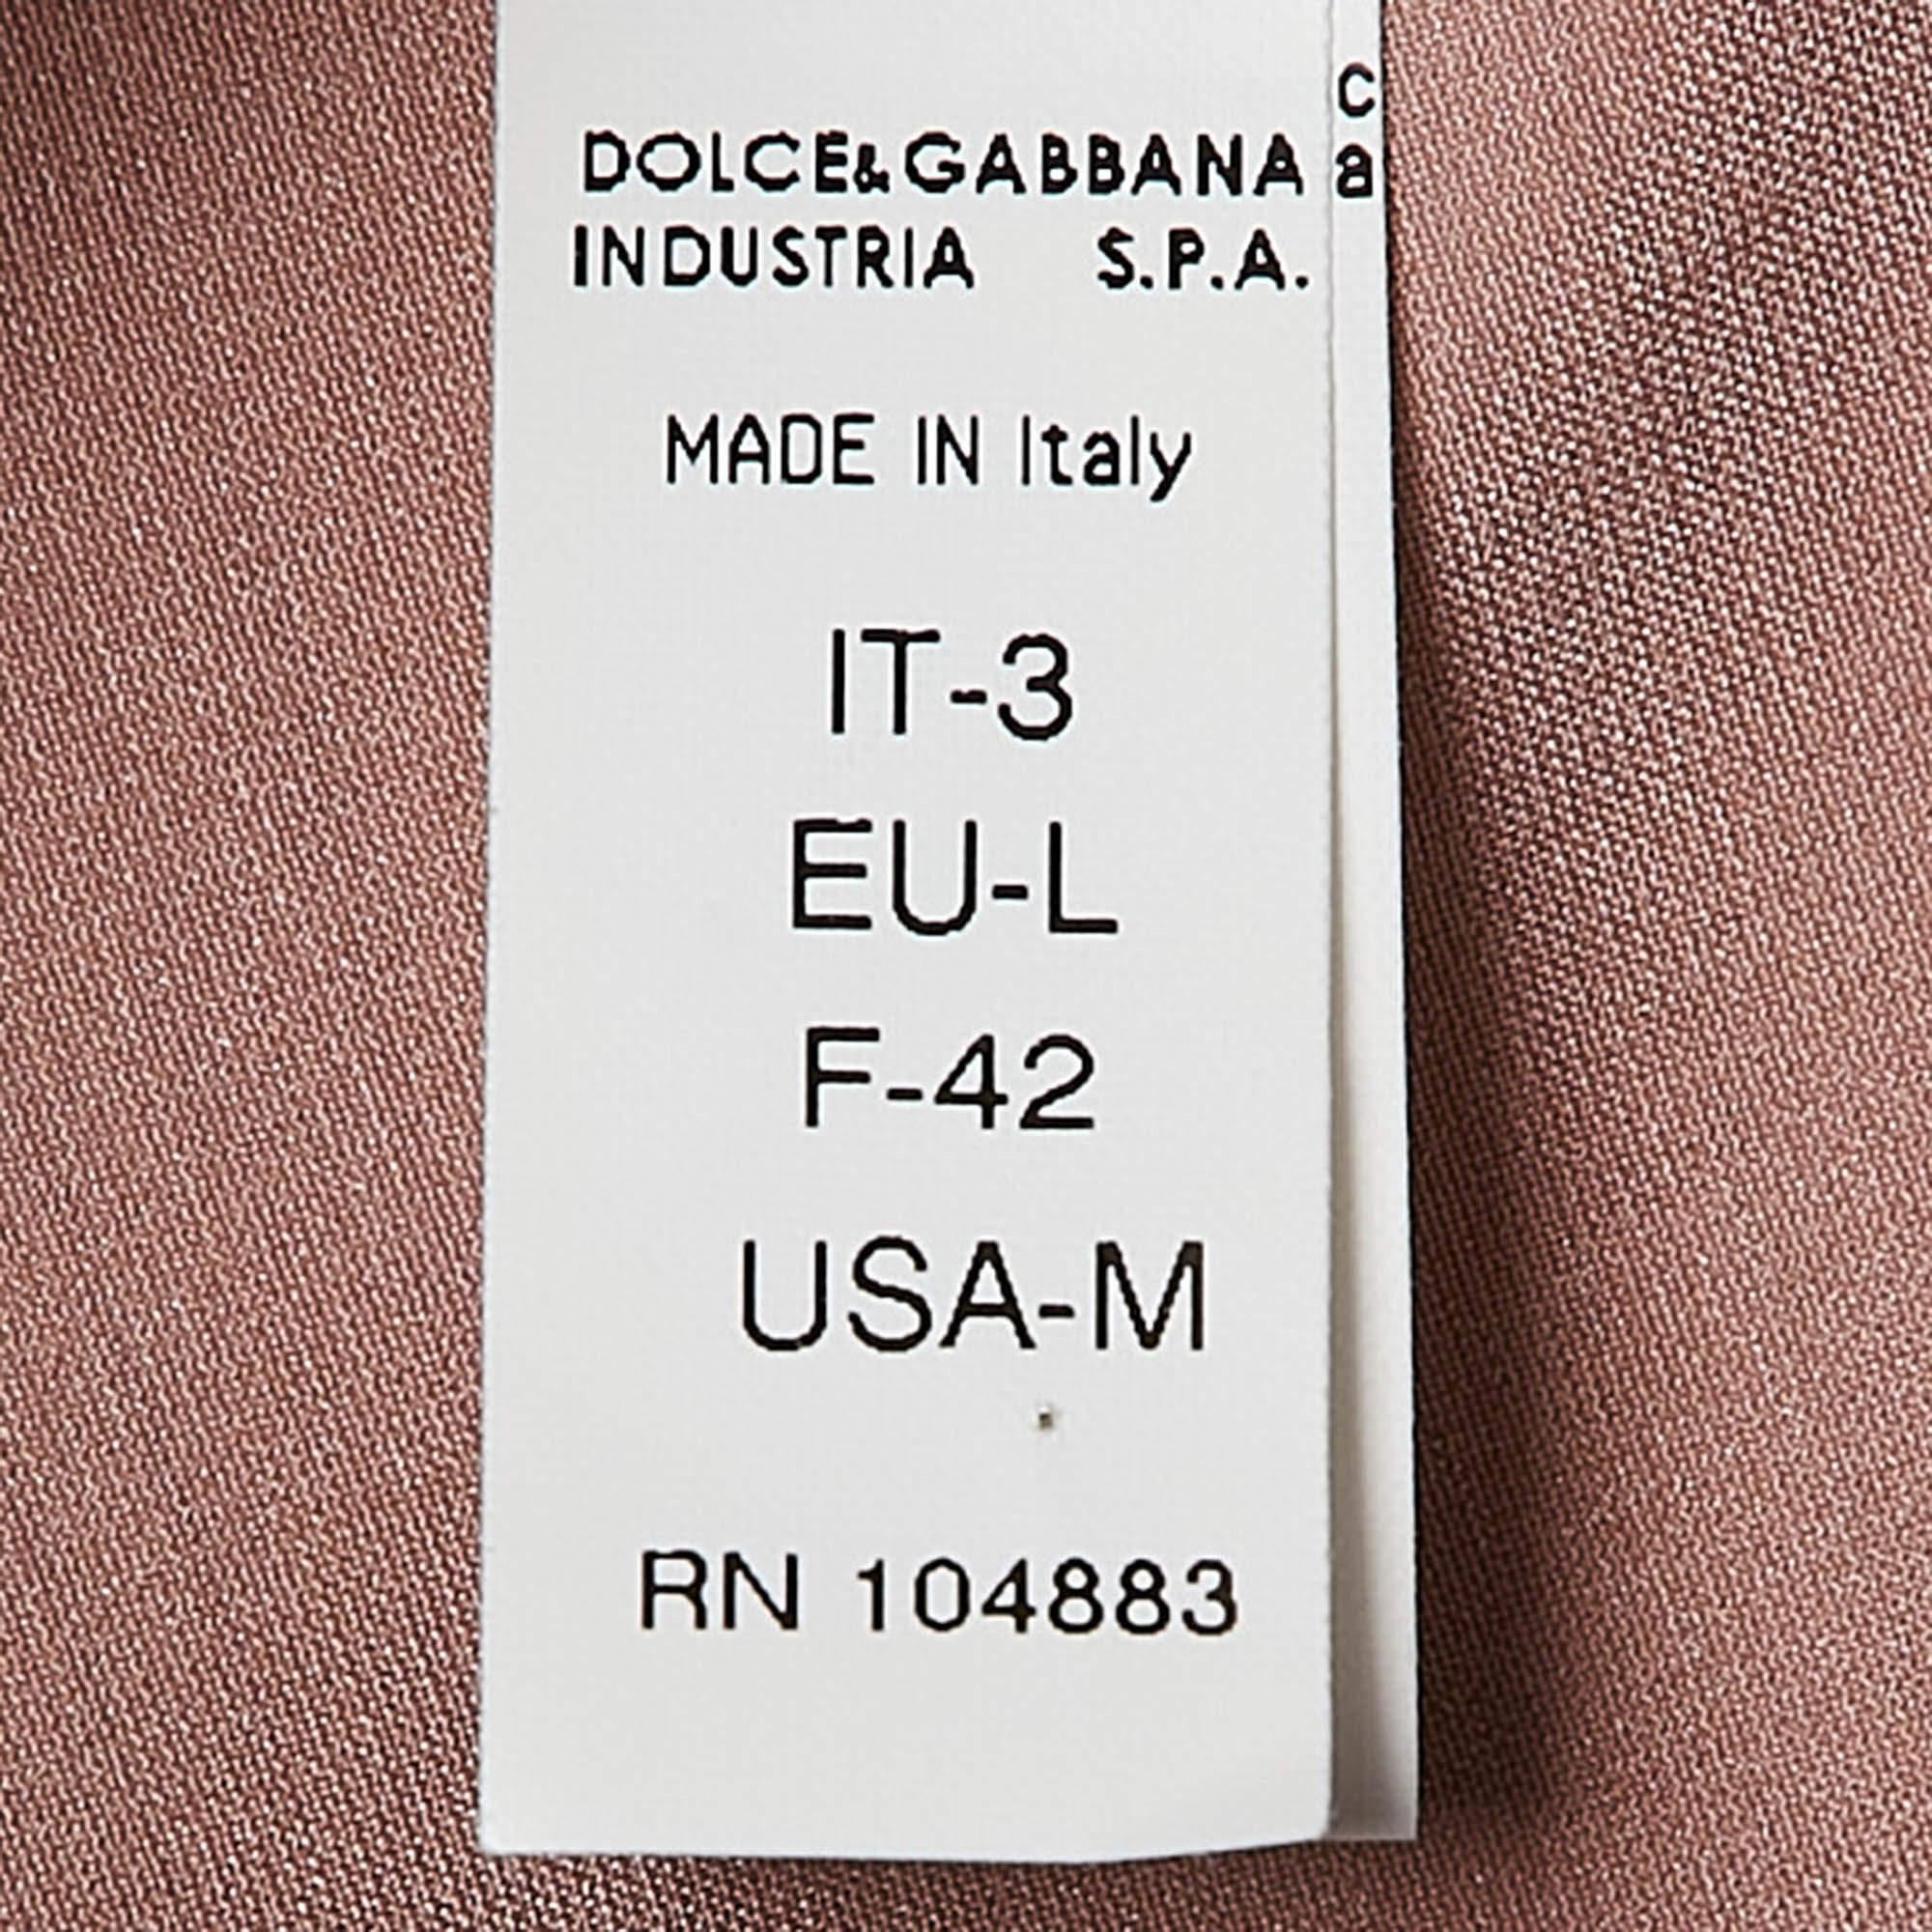 DOLCE&GABBANA
INDUSTRIA S.P.A.
MADE IN Italy
IT-3
EU-L
F-42
USA-M
RN 104883
c
a